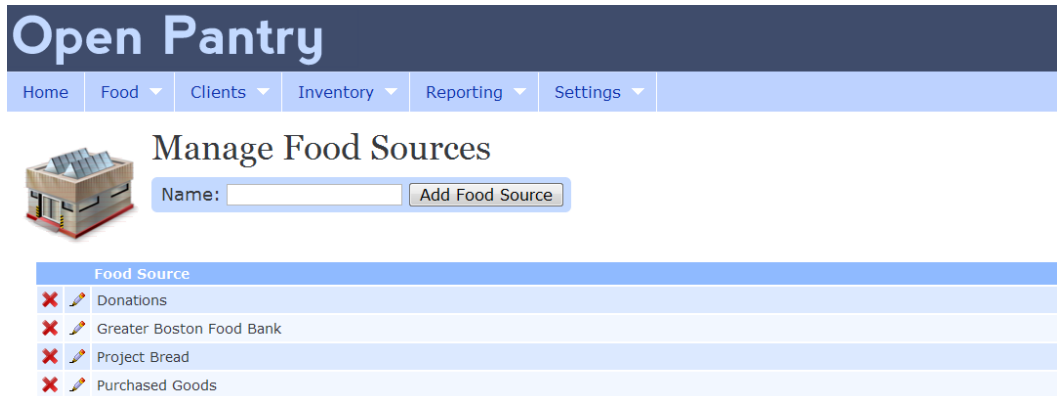 Open Pantry
Home Food Clients Inventory Reporting Settings
Manage Food Sources
Name: Add Food Source
Food Source
Donations
Greater Boston Food Bank
Project Bread
Purchased Goods